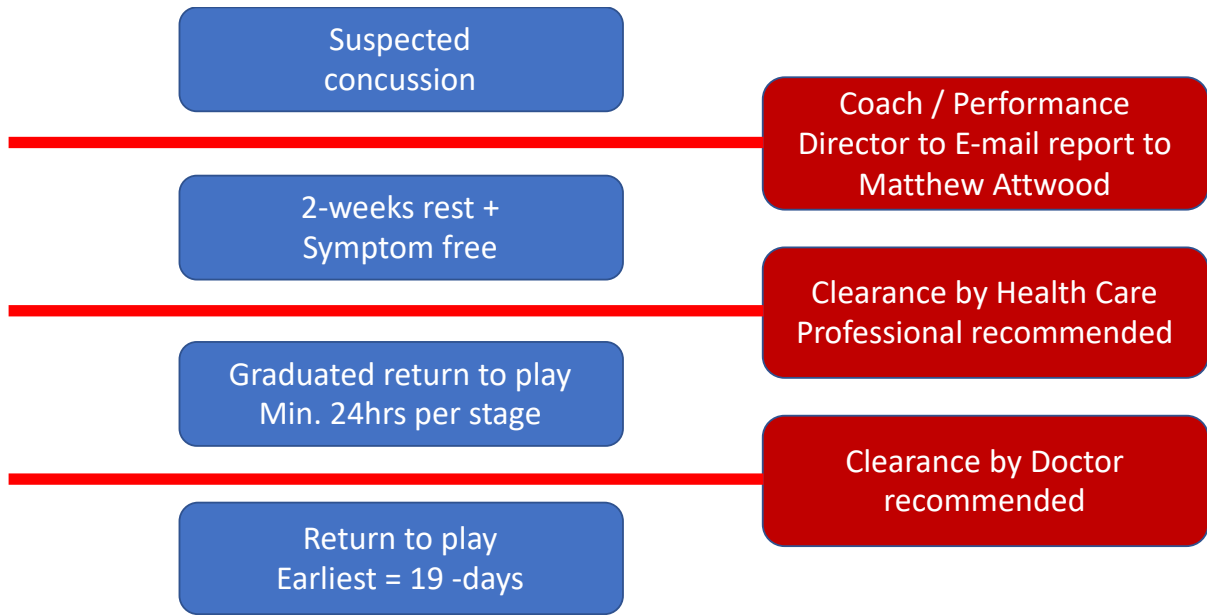 Suspected
concussion
Coach / Performance
Director to E-mail report to
Matthew Attwood
2-weeks rest +
Symptom free
Clearance by Health Care
Professional recommended
Graduated return to play
Min. 24hrs per stage
Clearance by Doctor
recommended
Return to play
Earliest = 19 -days